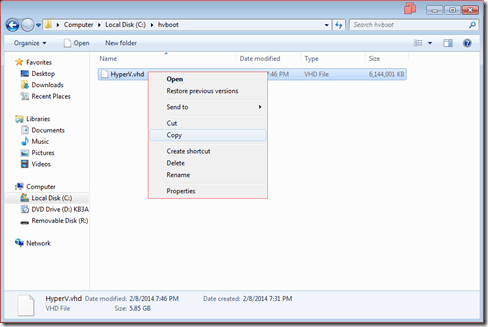 Computer ▸ Local Disk (C:) ▸ hvboot
Search hvboot
Organize Open New folder
Name Date modified Type Size
HyperV.vhd 7:46 PM VHD File 6,144,001 KB
Open
Restore previous versions
Send to
Cut
Copy
Create shortcut
Delete
Rename
Properties
Favorites
Desktop
Downloads
Recent Places
Libraries
Documents
Music
Pictures
Videos
Computer
Local Disk (C:)
DVD Drive (D:) KB3A
Removable Disk (R:)
Network
HyperV.vhd Date modified: 2/8/2014 7:46 PM Date created: 2/8/2014 7:31 PM
VHD File Size: 5.85 GB